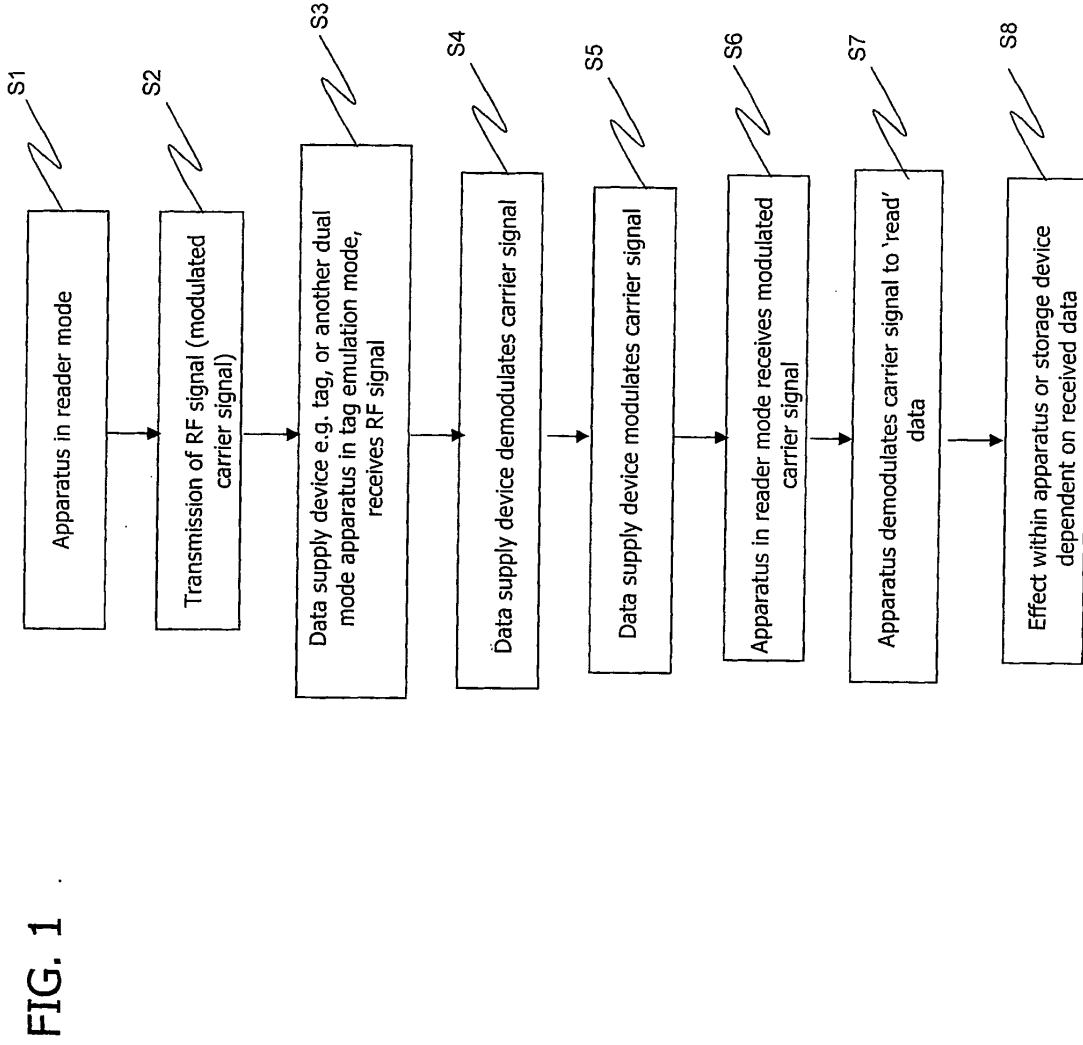 FIG. 1
Apparatus in reader mode
S1
Transmission of RF signal (modulated
carrier signal)
S2
Data supply device e.g. tag, or another dual
mode apparatus in tag emulation mode,
receives RF signal
S3
Data supply device demodulates carrier signal
S4
Data supply device modulates carrier signal
S5
Apparatus in reader mode receives modulated
carrier signal
S6
Apparatus demodulates carrier signal to ‘read’
data
S7
Effect within apparatus or storage device
dependent on received data
S8